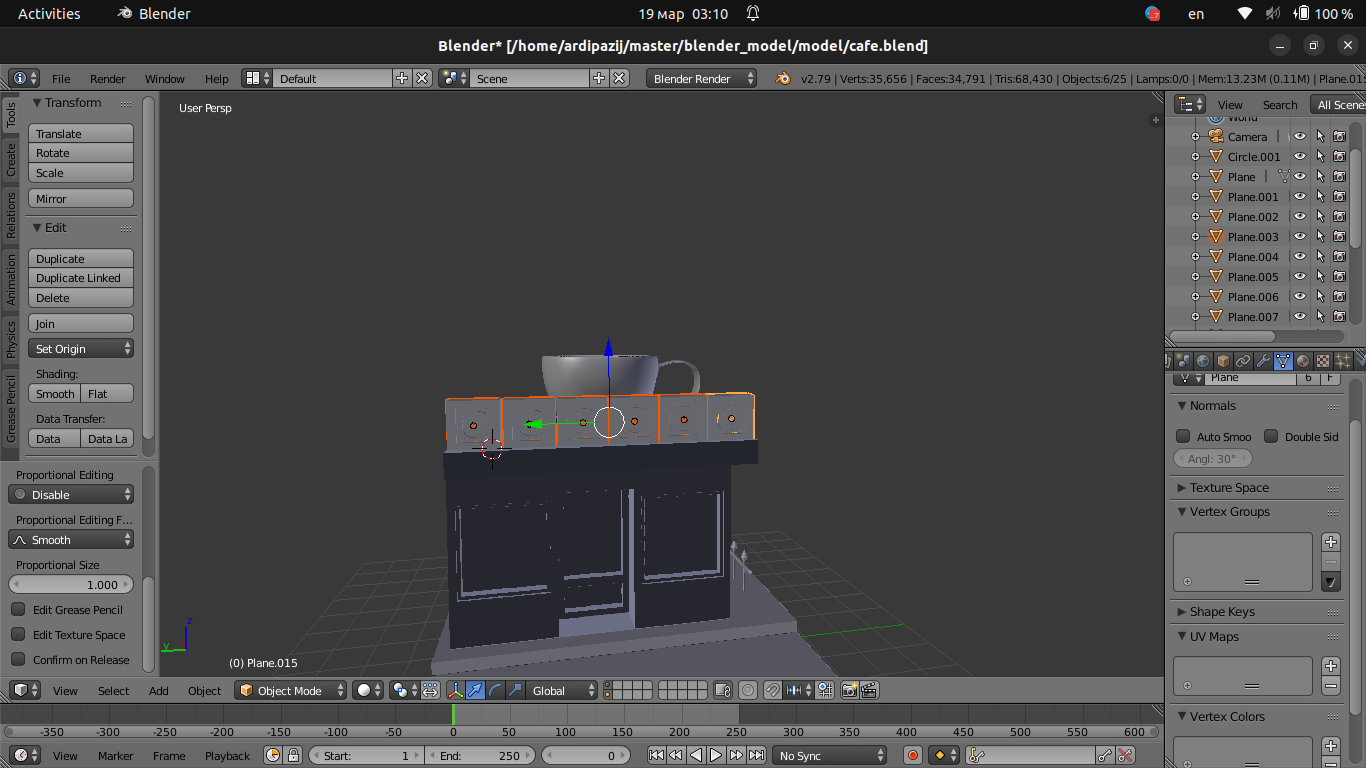 Activities Blender 19 мар 03:10 en 100 %
Blender* [/home/ardipazij/master/blender_model/model/cafe.blend]
File Render Window Help Default Scene Blender Render v2.79 | Verts:35,656 | Faces:34,791 | Tris:68,430 | Objects:6/25 | Lamps:0/0 | Mem:13.23M (0.11M) | Plane.01
Tools
Create
Relations
Animation
Physics
Grease Pencil
Transform
Translate
Rotate
Scale
Mirror
Edit
Duplicate
Duplicate Linked
Delete
Join
Set Origin
Shading:
Smooth Flat
Data Transfer:
Data Data La
Proportional Editing
Disable
Proportional Editing F...
Smooth
Proportional Size
1.000
Edit Grease Pencil
Edit Texture Space
Confirm on Release
User Persp
z
y
(0) Plane.015
View Search All Scenes
World
Camera
Circle.001
Plane
Plane.001
Plane.002
Plane.003
Plane.004
Plane.005
Plane.006
Plane.007
Plane 6 F
Normals
Auto Smoo Double Sid
Angl: 30°
Texture Space
Vertex Groups
Shape Keys
UV Maps
Vertex Colors
View Select Add Object Object Mode Global
-350 -300 -250 -200 -150 -100 -50 0 50 100 150 200 250 300 350 400 450 500 550 600
View Marker Frame Playback Start: 1 End: 250 0 No Sync